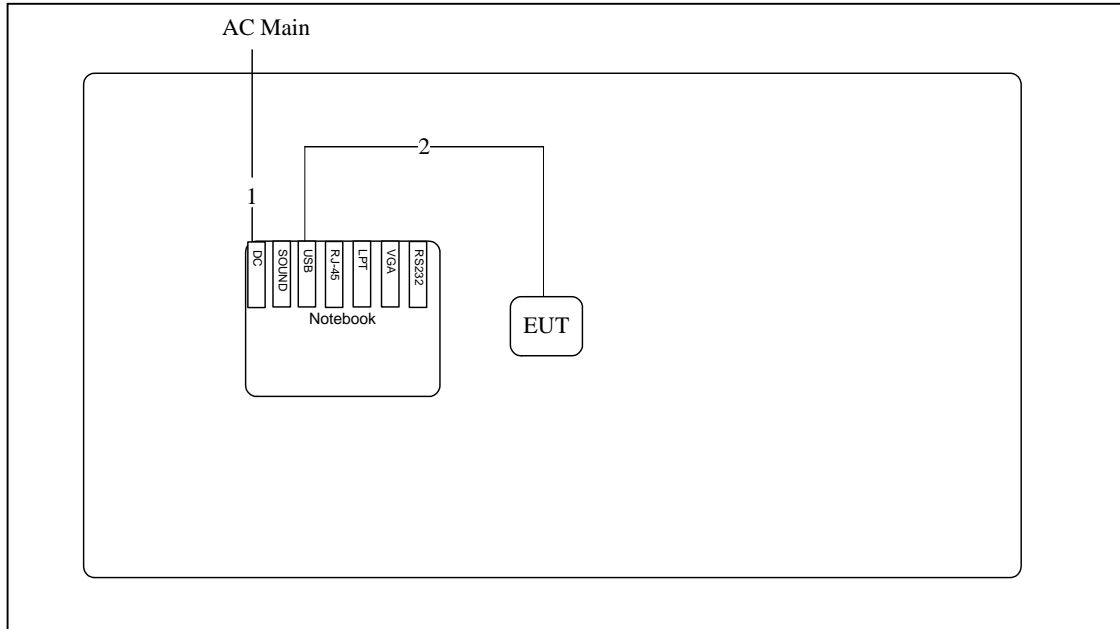 AC Main
2
1
DC
SOUND
USB
RJ-45
LPT
VGA
RS232
Notebook
EUT